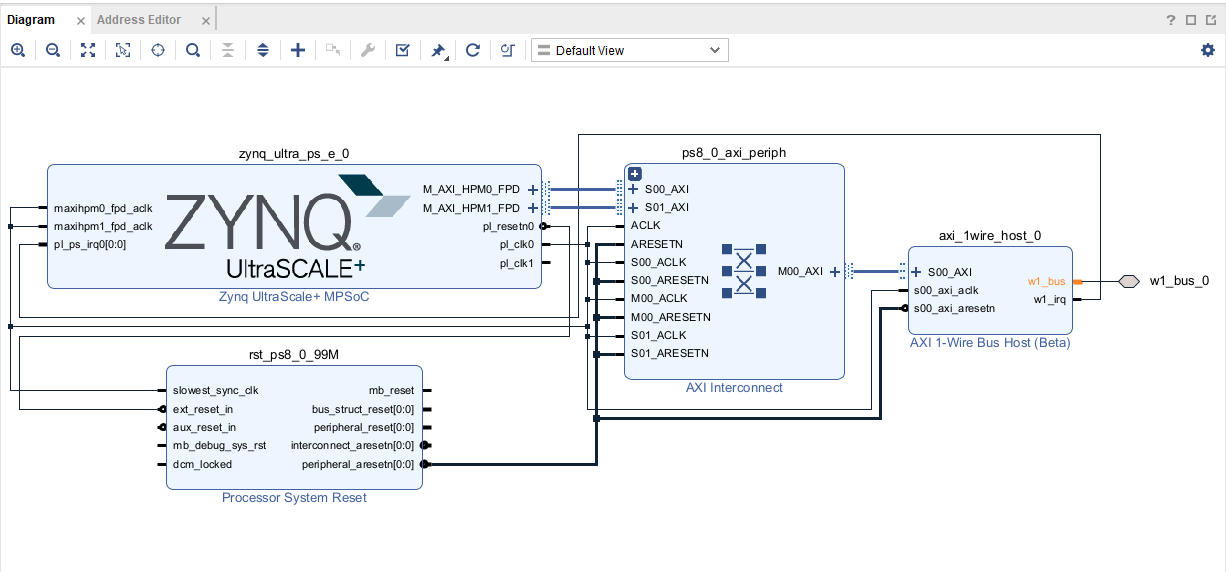 Diagram × Address Editor ×
? 
Default View
zynq_ultra_ps_e_0
maxihpm0_fpd_aclk
maxihpm1_fpd_aclk
pl_ps_irq0[0:0]
ZYNQ®
UltraSCALE+
M_AXI_HPM0_FPD
M_AXI_HPM1_FPD
pl_resetn0
pl_clk0
pl_clk1
Zynq UltraScale+ MPSoC
ps8_0_axi_periph
S00_AXI
S01_AXI
ACLK
ARESETN
S00_ACLK
S00_ARESETN
M00_ACLK
M00_ARESETN
S01_ACLK
S01_ARESETN
M00_AXI
AXI Interconnect
axi_1wire_host_0
S00_AXI
s00_axi_aclk
s00_axi_aresetn
w1_bus
w1_irq
AXI 1-Wire Bus Host (Beta)
w1_bus_0
rst_ps8_0_99M
slowest_sync_clk
ext_reset_in
aux_reset_in
mb_debug_sys_rst
dcm_locked
mb_reset
bus_struct_reset[0:0]
peripheral_reset[0:0]
interconnect_aresetn[0:0]
peripheral_aresetn[0:0]
Processor System Reset